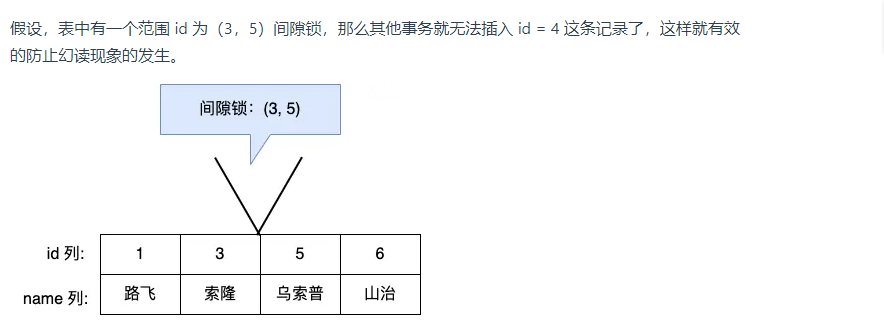 假设，表中有一个范围 id 为（3，5）间隙锁，那么其他事务就无法插入 id = 4 这条记录了，这样就有效
的防止幻读现象的发生。
间隙锁：(3, 5)
id 列: 1 3 5 6
name 列: 路飞 索隆 乌索普 山治